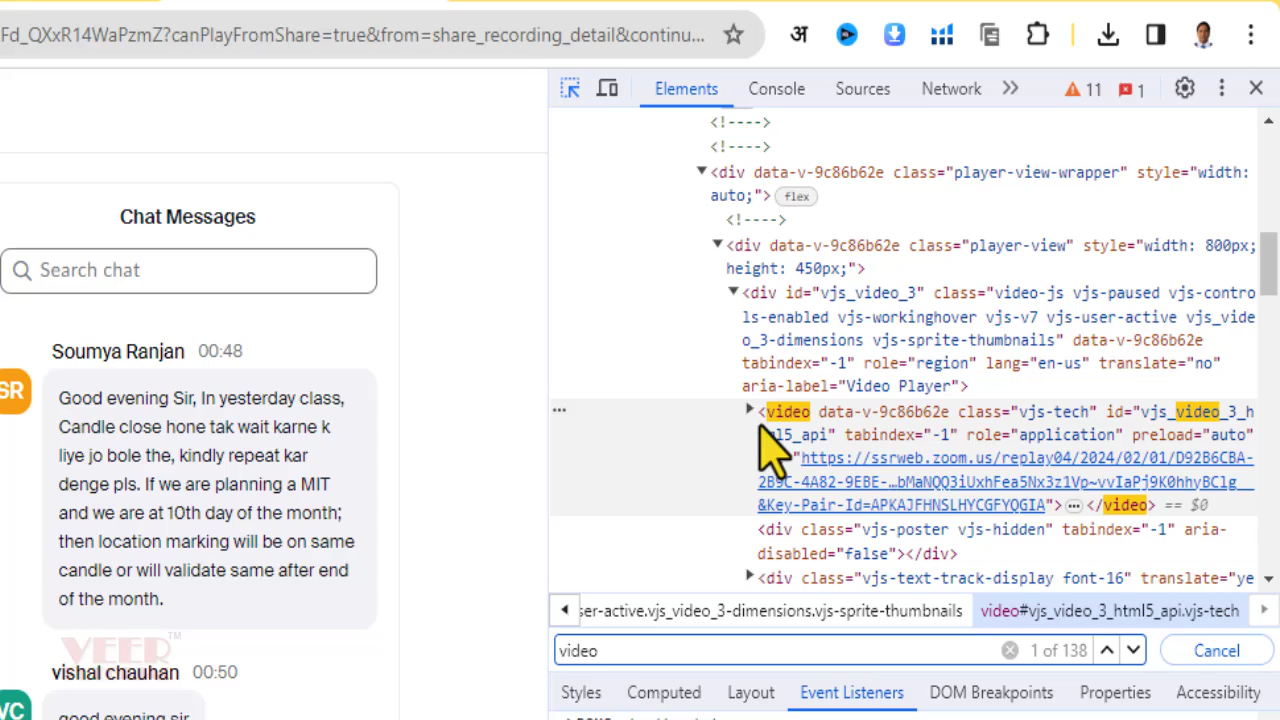 Fd_QXxR14WaPzmZ?canPlayFromShare=true&from=share_recording_detail&continu...
अ
Elements Console Sources Network 11 1
<!---->
<!---->
<div data-v-9c86b62e class="player-view-wrapper" style="width:
auto;"> flex
<!---->
<div data-v-9c86b62e class="player-view" style="width: 800px;
height: 450px;">
<div id="vjs_video_3" class="video-js vjs-paused vjs-contro
ls-enabled vjs-workinghover vjs-v7 vjs-user-active vjs_vide
o_3-dimensions vjs-sprite-thumbnails" data-v-9c86b62e
tabindex="-1" role="region" lang="en-us" translate="no"
aria-label="Video Player">
<video data-v-9c86b62e class="vjs-tech" id="vjs_video_3_h
ml5_api" tabindex="-1" role="application" preload="auto"
"https://ssrweb.zoom.us/replay04/2024/02/01/D92B6CBA-
2B9C-4A82-9EBE-…bMaNQQ3iUxhFea5Nx3z1Vp~vvIaPj9K0hhyBClg__
&Key-Pair-Id=APKAJFHNSLHYCGFYQGIA">…</video> == $0
<div class="vjs-poster vjs-hidden" tabindex="-1" aria-
disabled="false"></div>
<div class="vjs-text-track-display font-16" translate="ye
ser-active.vjs_video_3-dimensions.vjs-sprite-thumbnails video#vjs_video_3_html5_api.vjs-tech
video 1 of 138 Cancel
Styles Computed Layout Event Listeners DOM Breakpoints Properties Accessibility
Chat Messages
Search chat
Soumya Ranjan 00:48
SR
Good evening Sir, In yesterday class,
Candle close hone tak wait karne k
liye jo bole the, kindly repeat kar
denge pls. If we are planning a MIT
and we are at 10th day of the month;
then location marking will be on same
candle or will validate same after end
of the month.
VEER™
vishal chauhan 00:50
VC
good evening sir